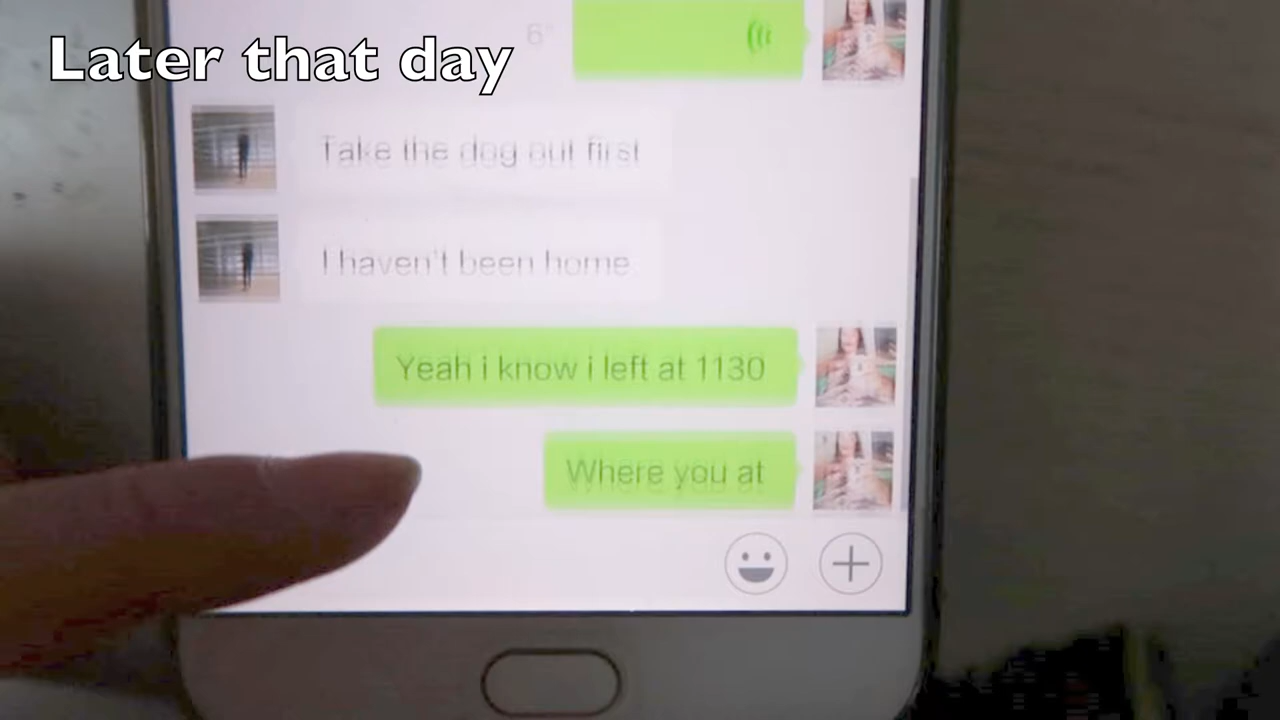 Later that day
6"
Take the dog out first
I haven't been home
Yeah i know i left at 1130
Where you at